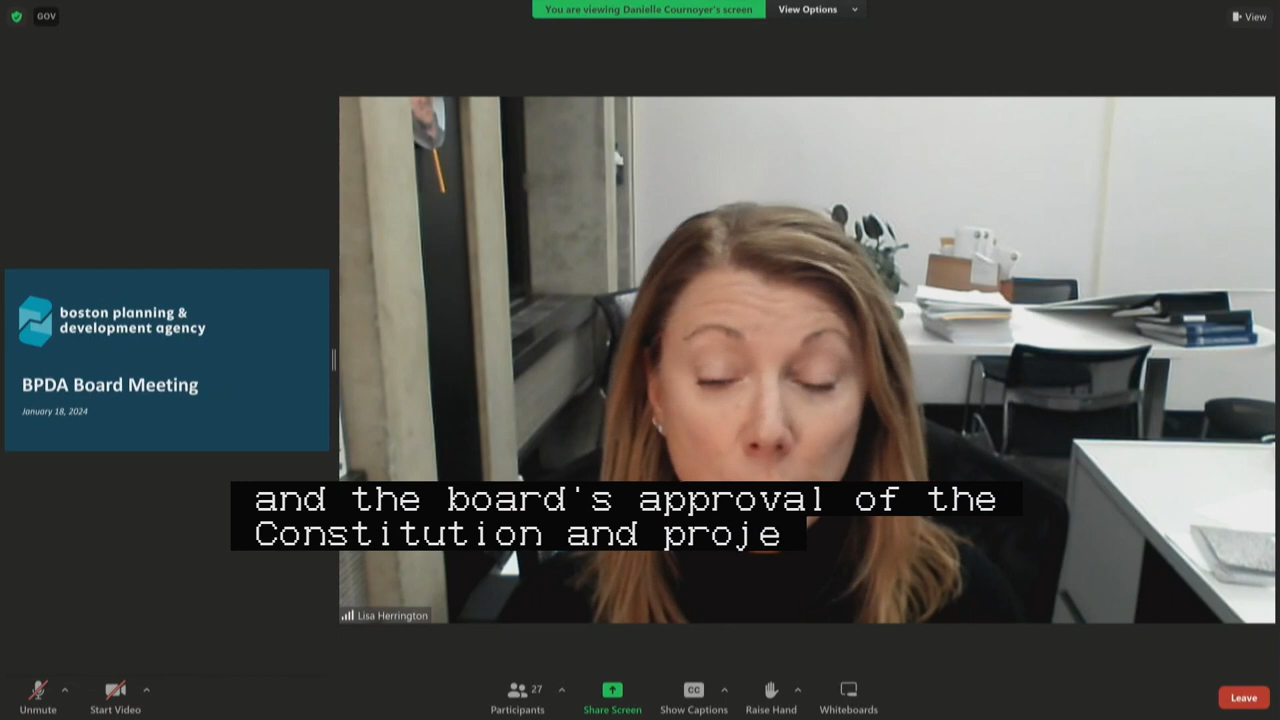 GOV
You are viewing Danielle Cournoyer's screen
View Options
View
boston planning &
development agency
BPDA Board Meeting
January 18, 2024
and the board's approval of the
Constitution and proje
Lisa Herrington
Unmute
Start Video
27
Participants
Share Screen
CC
Show Captions
Raise Hand
Whiteboards
Leave